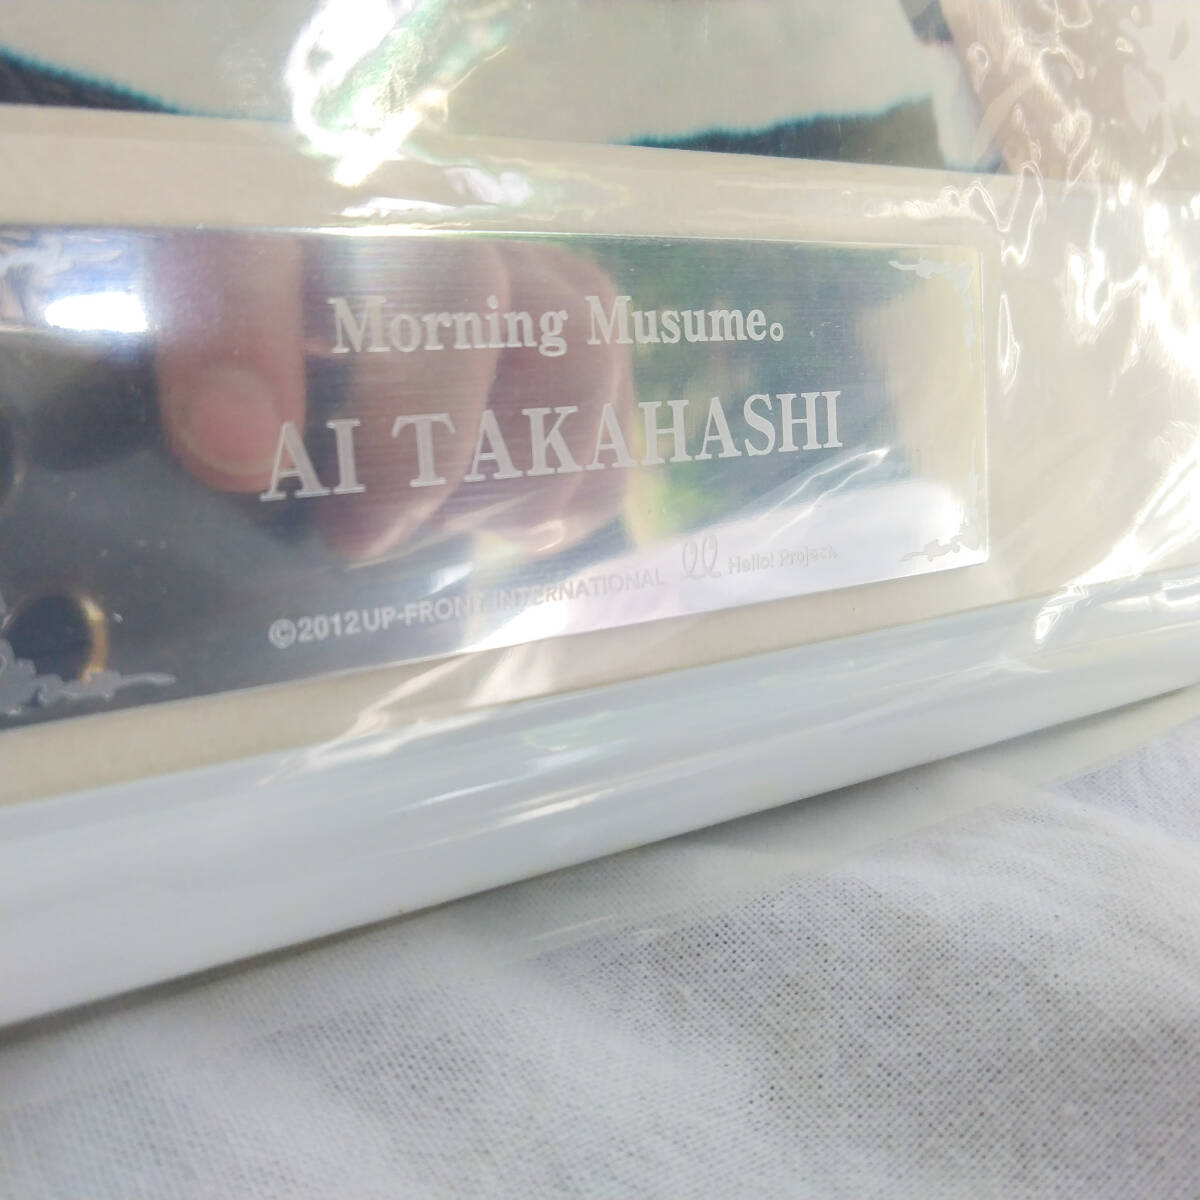 Morning Musume。
AI TAKAHASHI
©2012 UP-FRONT INTERNATIONAL Hello! Project.